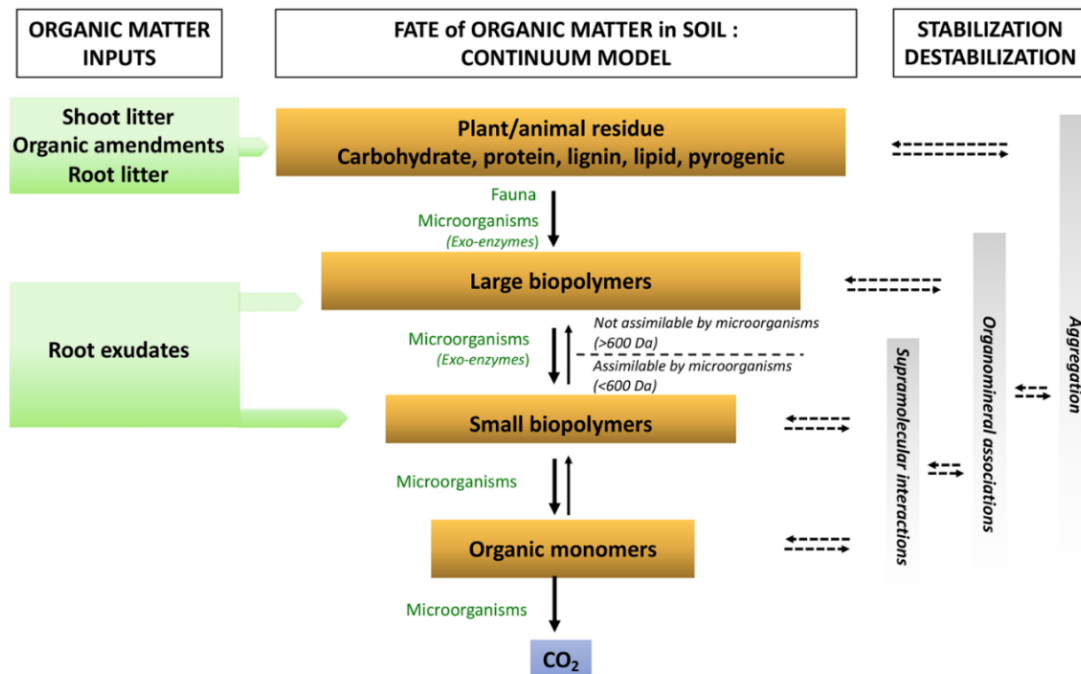 ORGANIC MATTER
INPUTS
FATE of ORGANIC MATTER in SOIL :
CONTINUUM MODEL
STABILIZATION
DESTABILIZATION
Shoot litter
Organic amendments
Root litter
Plant/animal residue
Carbohydrate, protein, lignin, lipid, pyrogenic
Fauna
Microorganisms
(Exo-enzymes)
Large biopolymers
Root exudates
Microorganisms
(Exo-enzymes)
Not assimilable by microorganisms
(>600 Da)
Assimilable by microorganisms
(<600 Da)
Small biopolymers
Microorganisms
Organic monomers
Microorganisms
CO₂
Supramolecular interactions
Organomineral associations
Aggregation